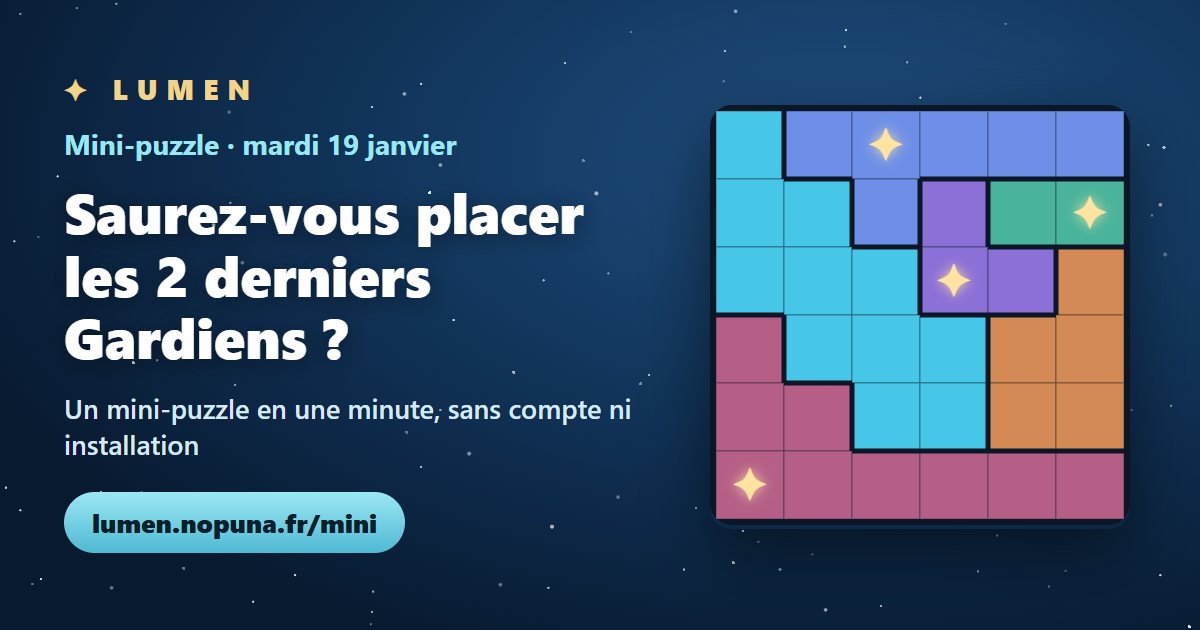 LUMEN
Mini-puzzle · mardi 19 janvier
Saurez-vous placer
les 2 derniers
Gardiens ?
Un mini-puzzle en une minute, sans compte ni
installation
lumen.nopuna.fr/mini